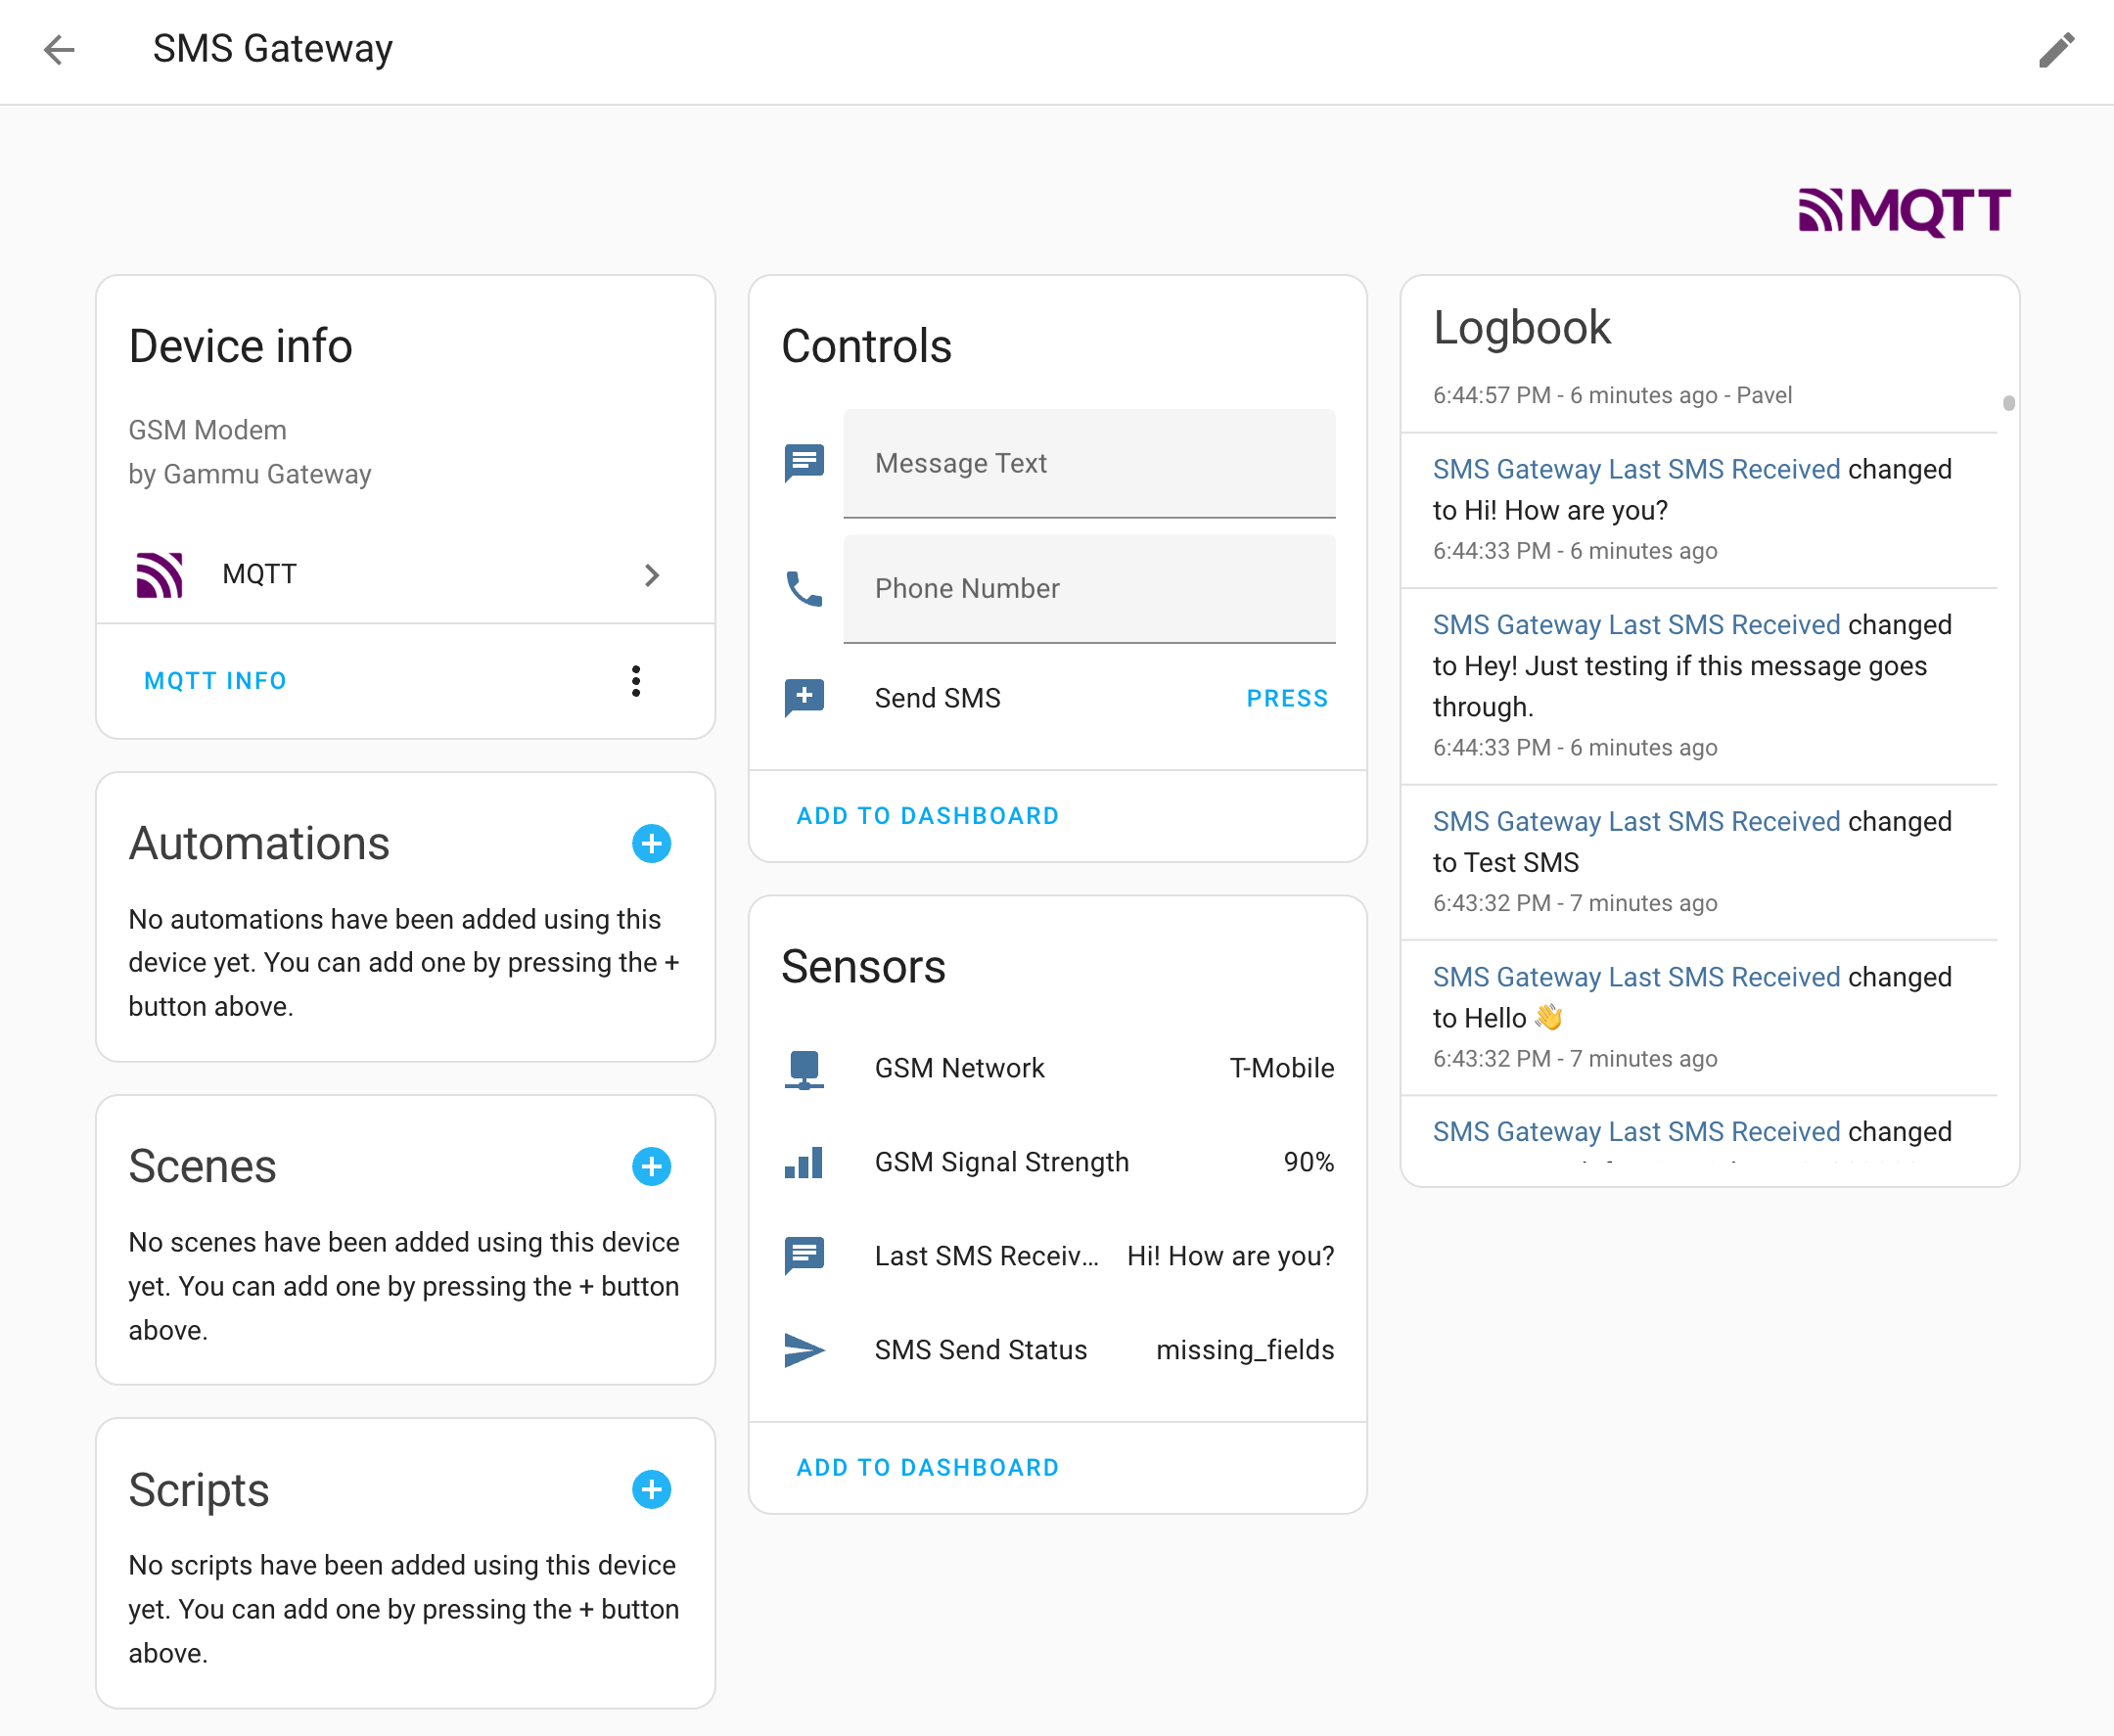 SMS Gateway
MQTT
Device info
GSM Modem
by Gammu Gateway
MQTT
MQTT INFO
Automations
No automations have been added using this
device yet. You can add one by pressing the +
button above.
Scenes
No scenes have been added using this device
yet. You can add one by pressing the + button
above.
Scripts
No scripts have been added using this device
yet. You can add one by pressing the + button
above.
Controls
Message Text
Phone Number
Send SMS PRESS
ADD TO DASHBOARD
Sensors
GSM Network T-Mobile
GSM Signal Strength 90%
Last SMS Receiv... Hi! How are you?
SMS Send Status missing_fields
ADD TO DASHBOARD
Logbook
6:44:57 PM - 6 minutes ago - Pavel
SMS Gateway Last SMS Received changed
to Hi! How are you?
6:44:33 PM - 6 minutes ago
SMS Gateway Last SMS Received changed
to Hey! Just testing if this message goes
through.
6:44:33 PM - 6 minutes ago
SMS Gateway Last SMS Received changed
to Test SMS
6:43:32 PM - 7 minutes ago
SMS Gateway Last SMS Received changed
to Hello 👋
6:43:32 PM - 7 minutes ago
SMS Gateway Last SMS Received changed